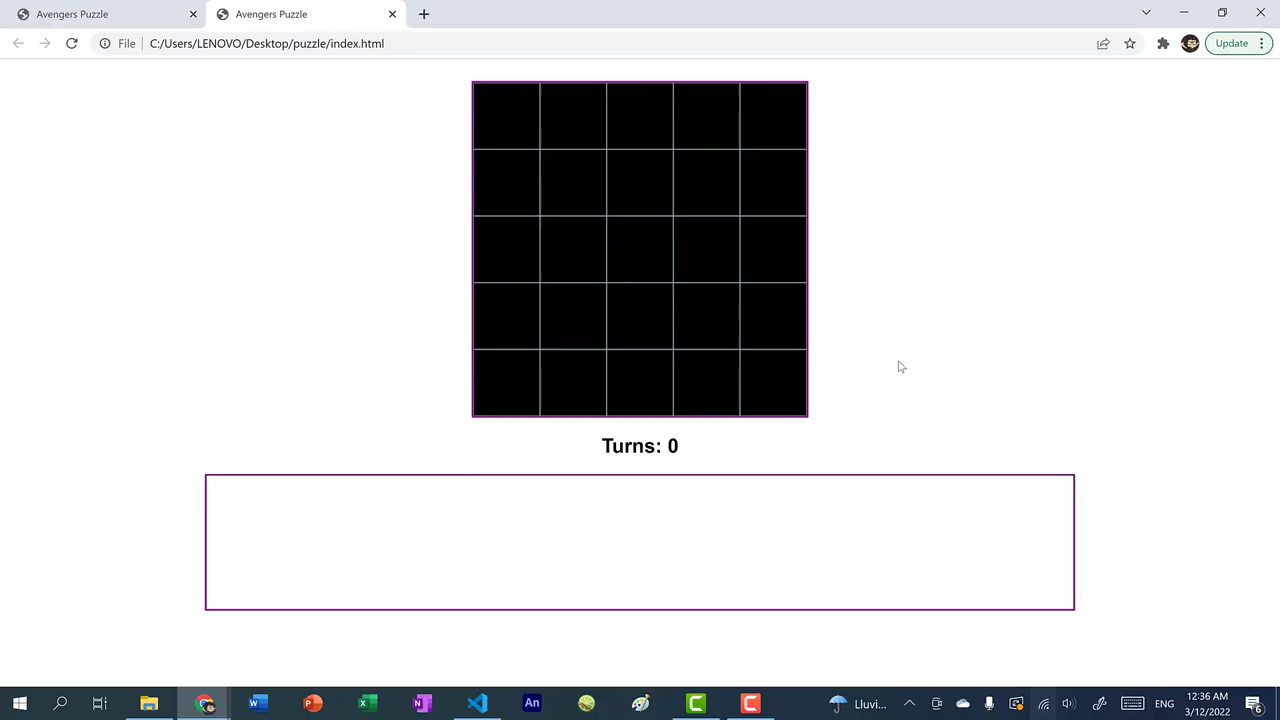 Avengers Puzzle
Avengers Puzzle
File C:/Users/LENOVO/Desktop/puzzle/index.html
Update
Turns: 0
Lluvi...
ENG
12:36 AM
3/12/2022
6